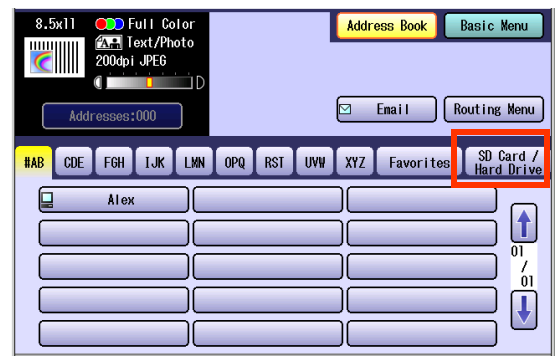 8.5x11 Full Color
Text/Photo
200dpi JPEG
D
Addresses:000
Address Book
Basic Menu
Email
Routing Menu
#AB CDE FGH IJK LMN OPQ RST UVW XYZ Favorites SD Card /
Hard Drive
Alex
01
/
01